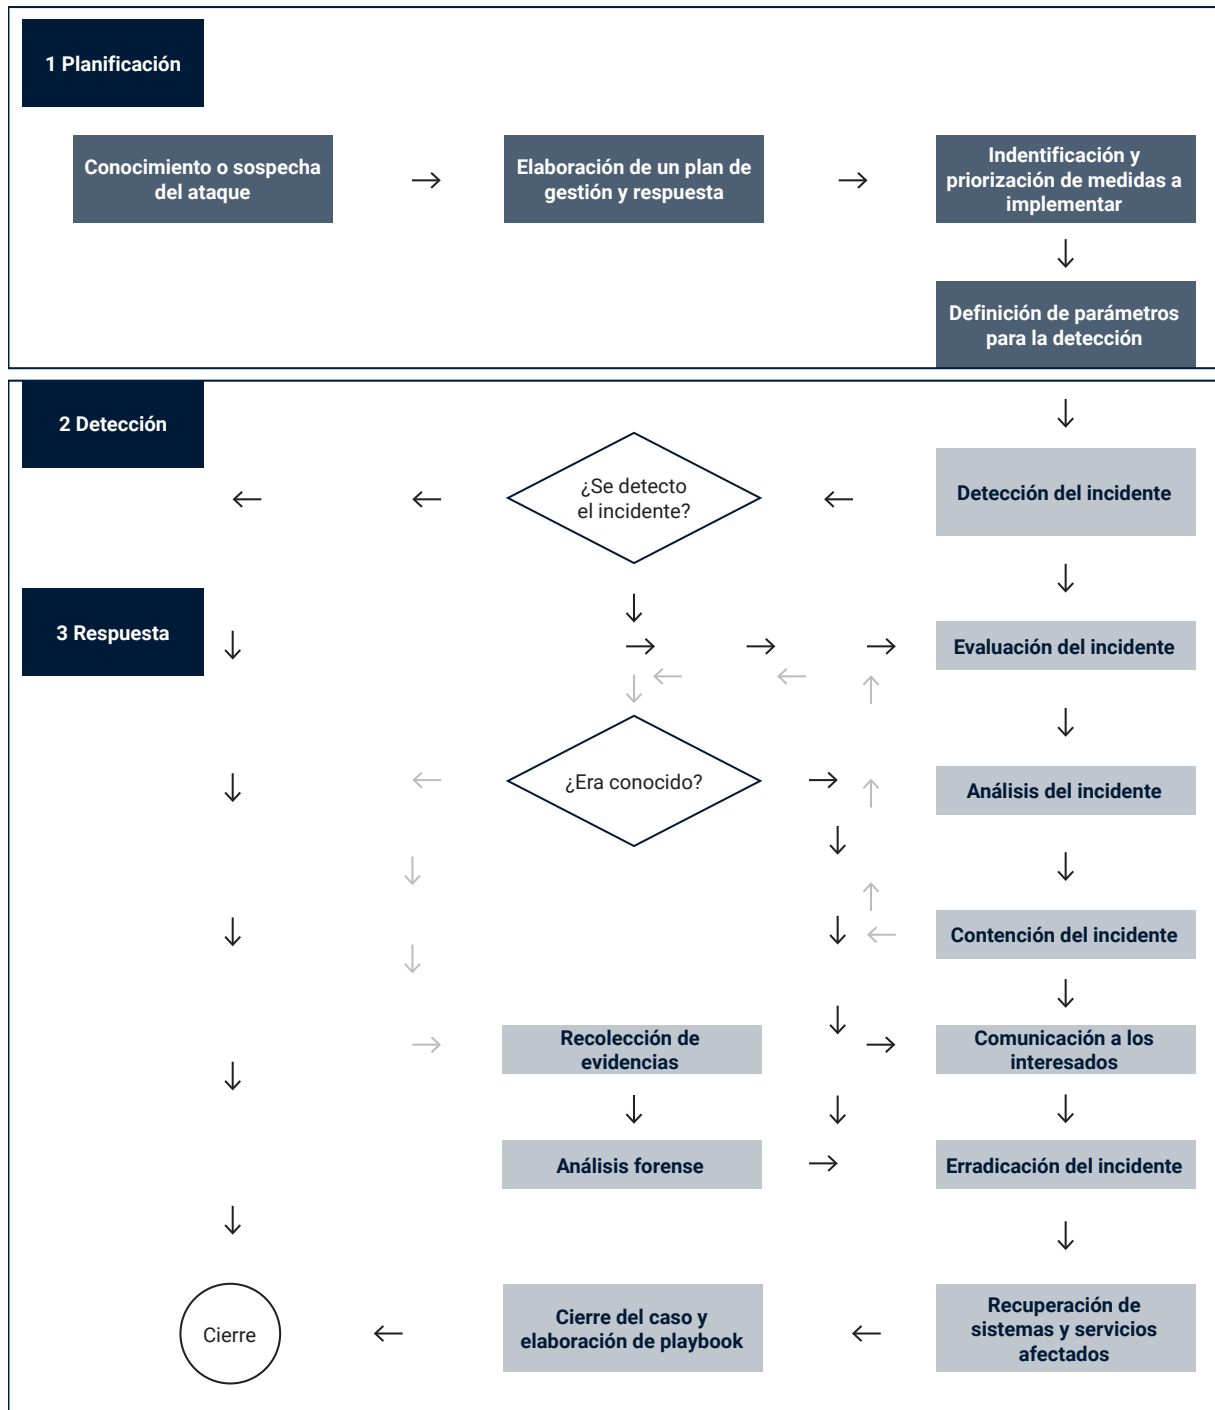 1 Planificación
Conocimiento o sospecha
del ataque
Elaboración de un plan de
gestión y respuesta
Indentificación y
priorización de medidas a
implementar
Definición de parámetros
para la detección
2 Detección
¿Se detecto
el incidente?
Detección del incidente
3 Respuesta
Evaluación del incidente
¿Era conocido?
Análisis del incidente
Contención del incidente
Recolección de
evidencias
Comunicación a los
interesados
Análisis forense
Erradicación del incidente
Cierre
Cierre del caso y
elaboración de playbook
Recuperación de
sistemas y servicios
afectados